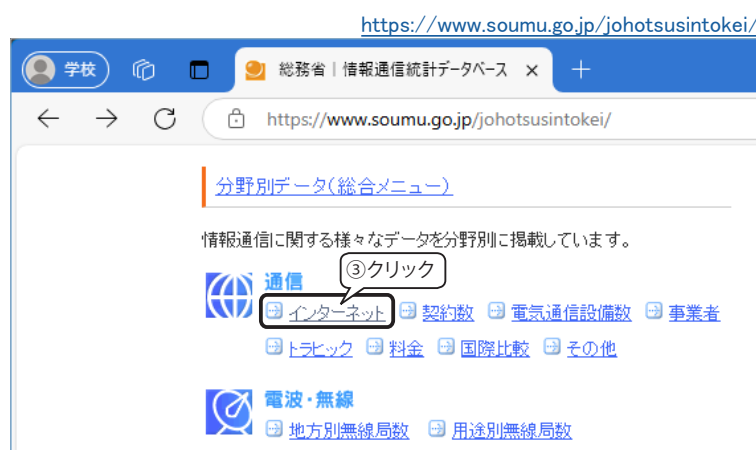 https://www.soumu.go.jp/johotsusintokei/
学校 総務省｜情報通信統計データベース × ＋
https://www.soumu.go.jp/johotsusintokei/
分野別データ(総合メニュー)
情報通信に関する様々なデータを分野別に掲載しています。
③クリック
通信
インターネット 契約数 電気通信設備数 事業者
トラヒック 料金 国際比較 その他
電波・無線
地方別無線局数 用途別無線局数